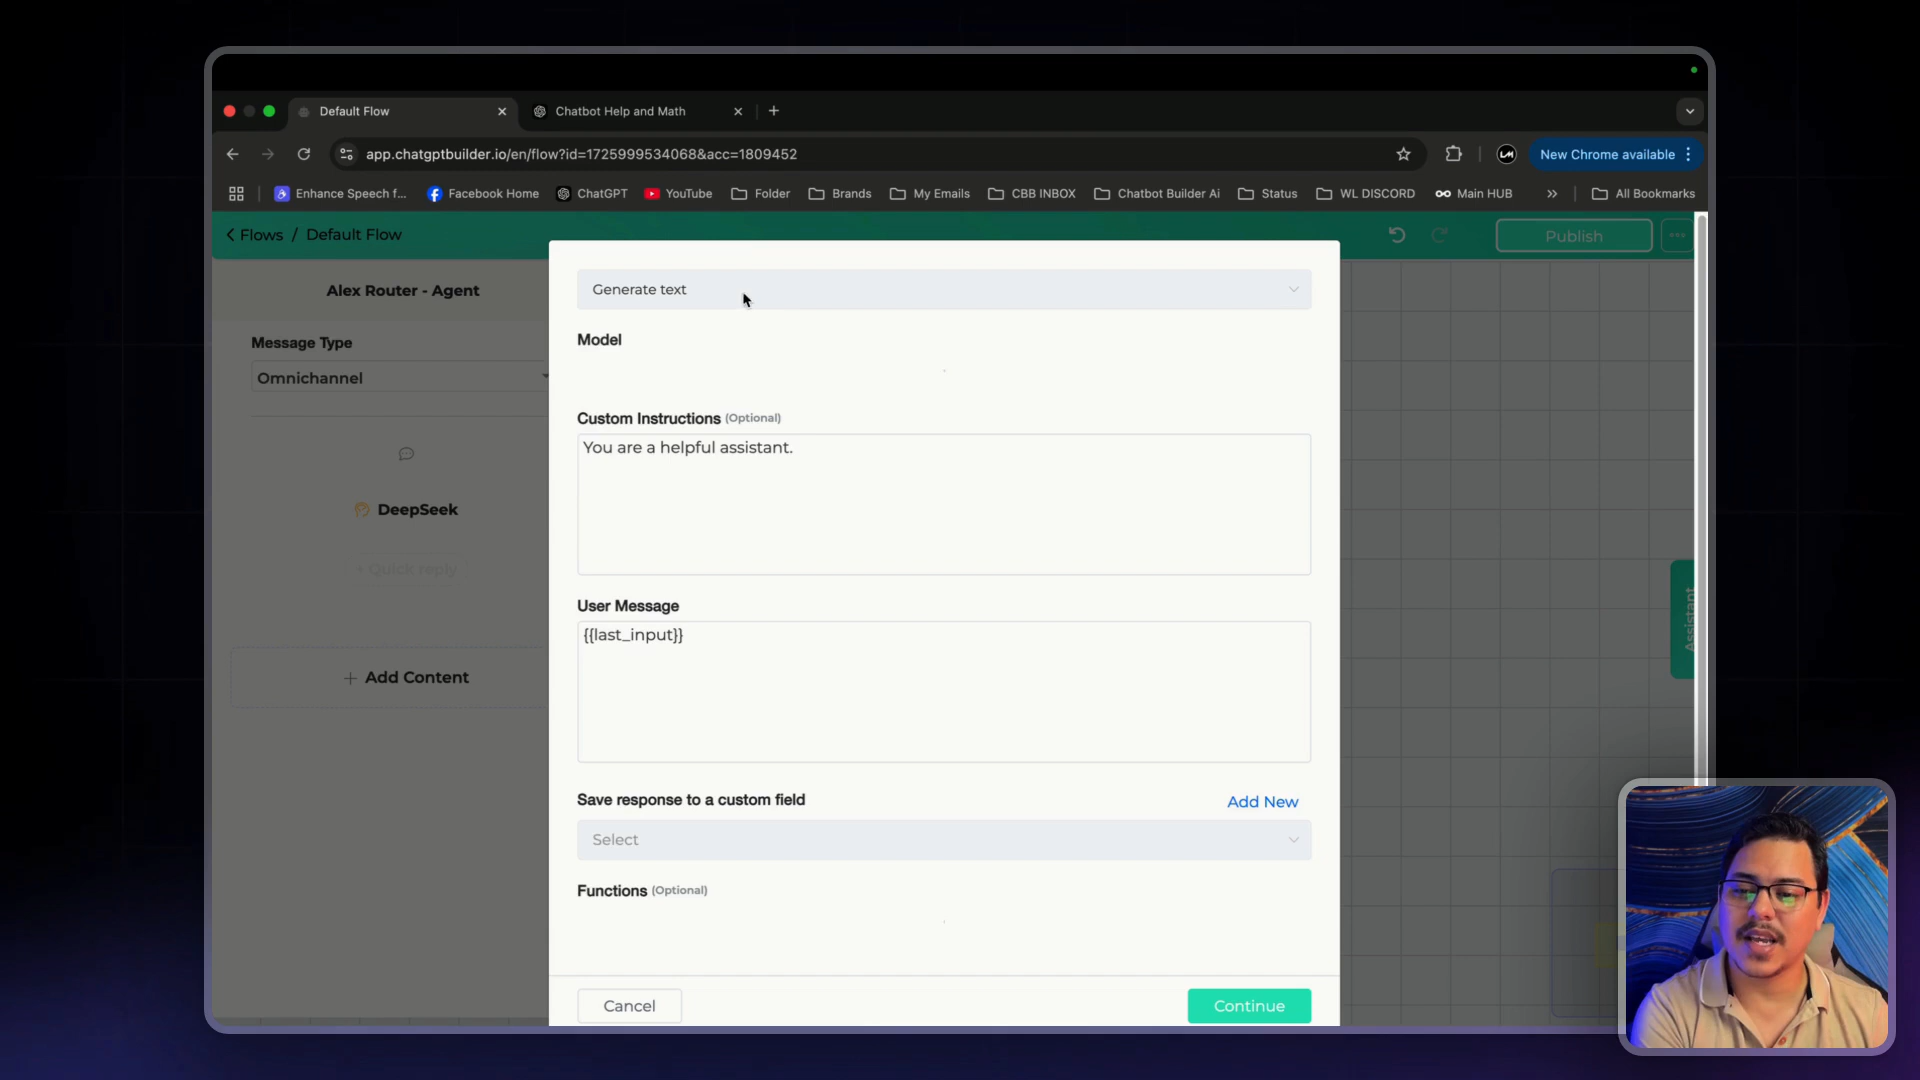 Default Flow
Chatbot Help and Math
app.chatgptbuilder.io/en/flow?id=1725999534068&acc=1809452
New Chrome available
Enhance Speech f...
Facebook Home
ChatGPT
YouTube
Folder
Brands
My Emails
CBB INBOX
Chatbot Builder Ai
Status
WL DISCORD
Main HUB
All Bookmarks
Flows / Default Flow
Publish
Alex Router - Agent
Message Type
Omnichannel
DeepSeek
+ Quick reply
+ Add Content
Generate text
Model
Custom Instructions (Optional)
You are a helpful assistant.
User Message
{{last_input}}
Save response to a custom field
Add New
Select
Functions (Optional)
Cancel
Continue
Assistant